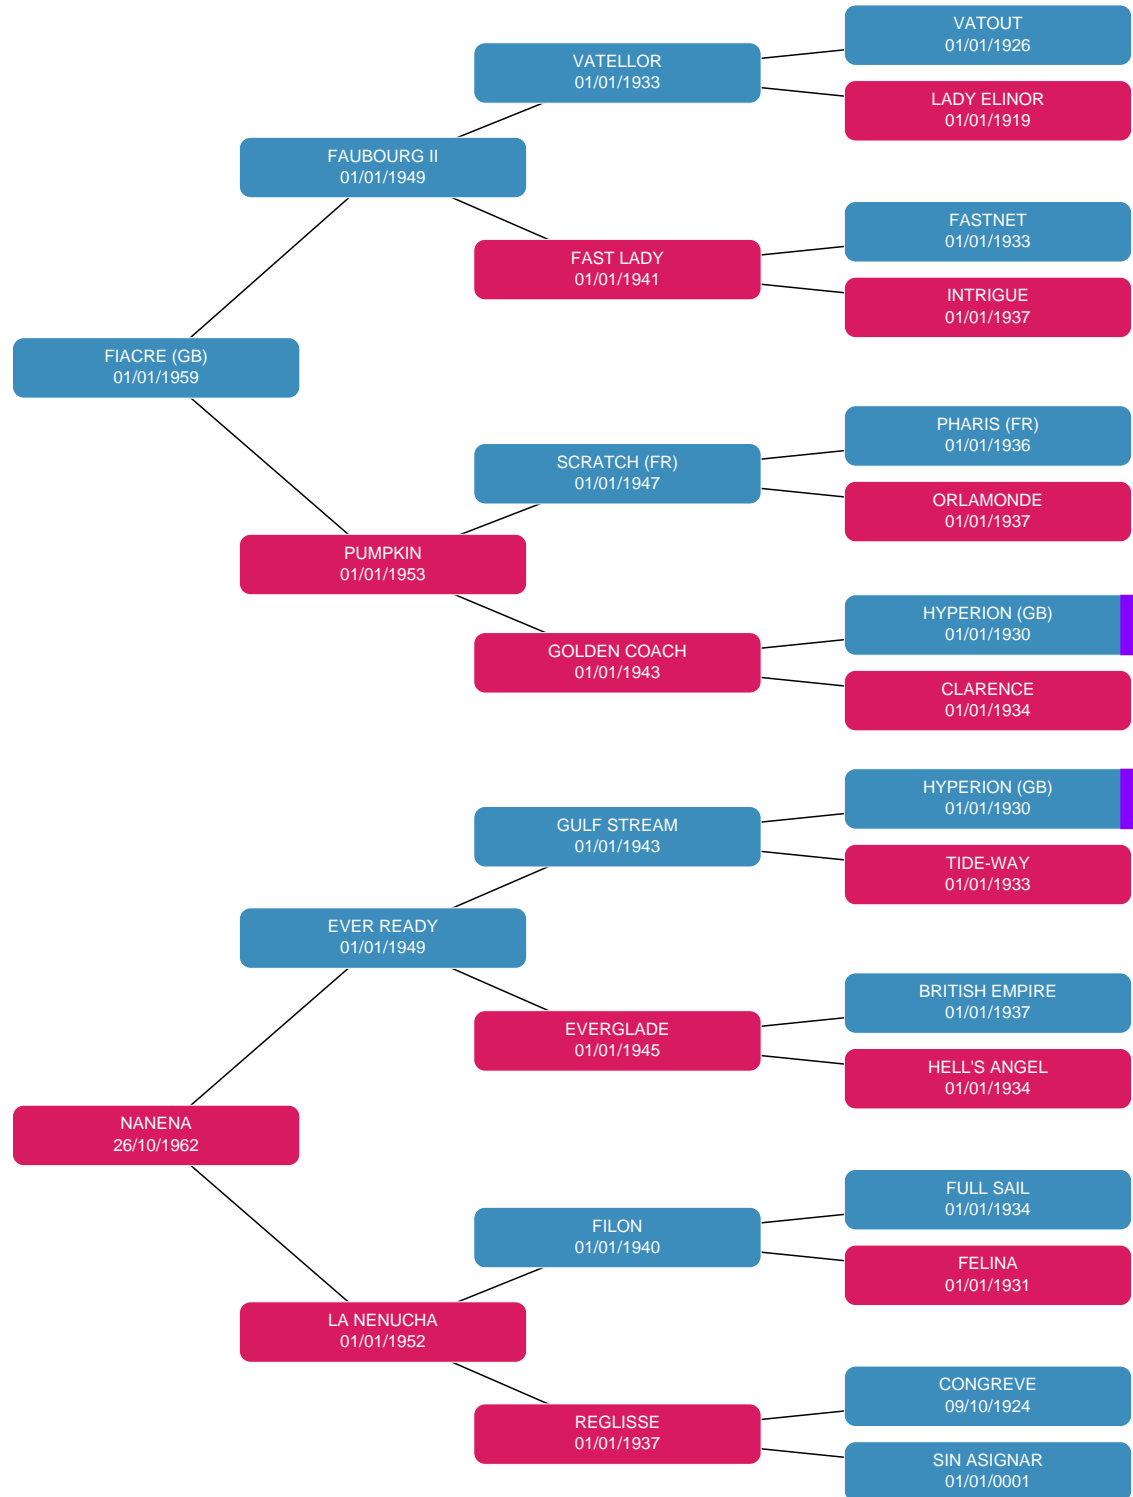 VATOUT
01/01/1926
VATELLOR
01/01/1933
LADY ELINOR
01/01/1919
FAUBOURG II
01/01/1949
FASTNET
01/01/1933
FAST LADY
01/01/1941
INTRIGUE
01/01/1937
FIACRE (GB)
01/01/1959
PHARIS (FR)
01/01/1936
SCRATCH (FR)
01/01/1947
ORLAMONDE
01/01/1937
PUMPKIN
01/01/1953
HYPERION (GB)
01/01/1930
GOLDEN COACH
01/01/1943
CLARENCE
01/01/1934
HYPERION (GB)
01/01/1930
GULF STREAM
01/01/1943
TIDE-WAY
01/01/1933
EVER READY
01/01/1949
BRITISH EMPIRE
01/01/1937
EVERGLADE
01/01/1945
HELL'S ANGEL
01/01/1934
NANENA
26/10/1962
FULL SAIL
01/01/1934
FILON
01/01/1940
FELINA
01/01/1931
LA NENUCHA
01/01/1952
CONGREVE
09/10/1924
REGLISSE
01/01/1937
SIN ASIGNAR
01/01/0001